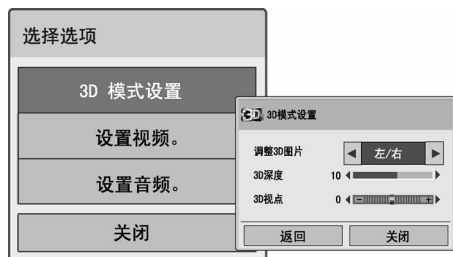 选择选项
3D 模式设置
设置视频。
设置音频。
关闭
3D 3D模式设置
调整3D图片 左/右
3D深度 10
3D视点 0
返回 关闭